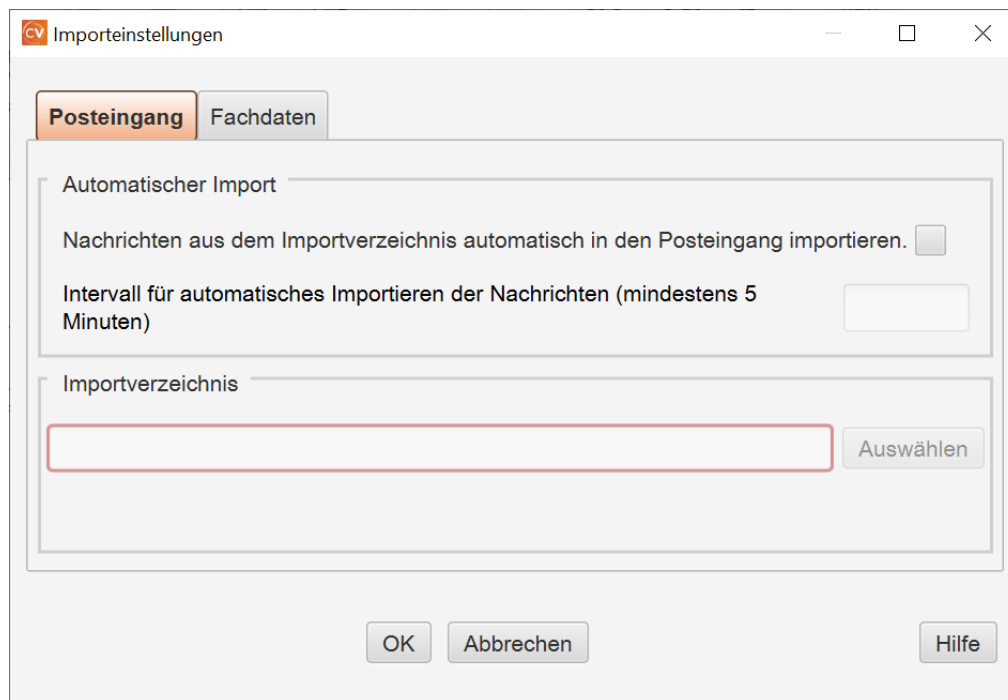 CV Importeinstellungen
Posteingang Fachdaten
Automatischer Import
Nachrichten aus dem Importverzeichnis automatisch in den Posteingang importieren.
Intervall für automatisches Importieren der Nachrichten (mindestens 5
Minuten)
Importverzeichnis
Auswählen
OK Abbrechen Hilfe